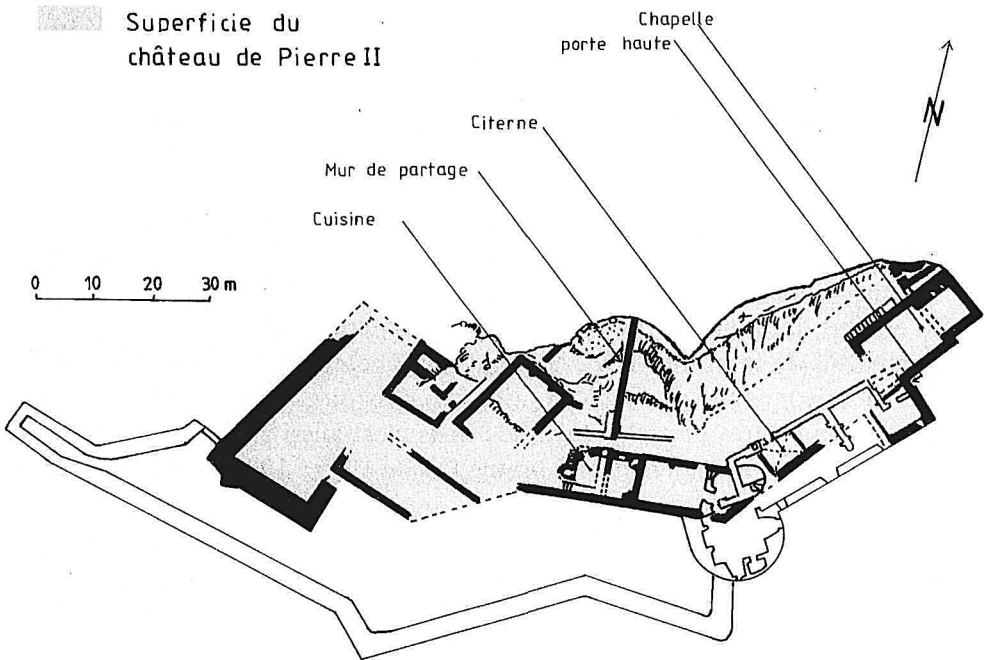 Superficie du
château de Pierre II
Chapelle
porte haute
Citerne
Mur de partage
Cuisine
N
0 10 20 30 m